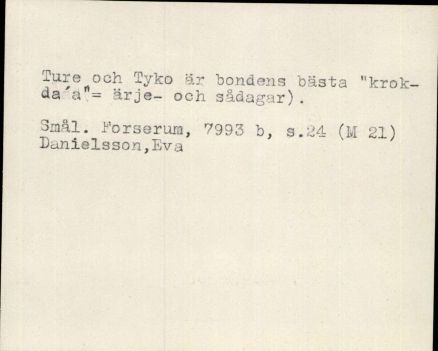 Ture och Tyko är bondens bästa "krok-
da´a"= ärje- och sådagar).
Smål. Forserum, 7993 b, s.24 (M 21)
Danielsson,Eva